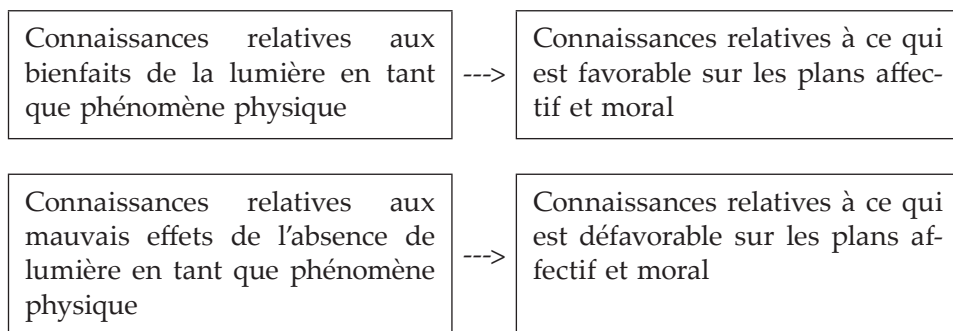 Connaissances relatives aux
bienfaits de la lumière en tant
que phénomène physique
--->
Connaissances relatives à ce qui
est favorable sur les plans affec-
tif et moral
Connaissances relatives aux
mauvais effets de l'absence de
lumière en tant que phénomène
physique
--->
Connaissances relatives à ce qui
est défavorable sur les plans af-
fectif et moral